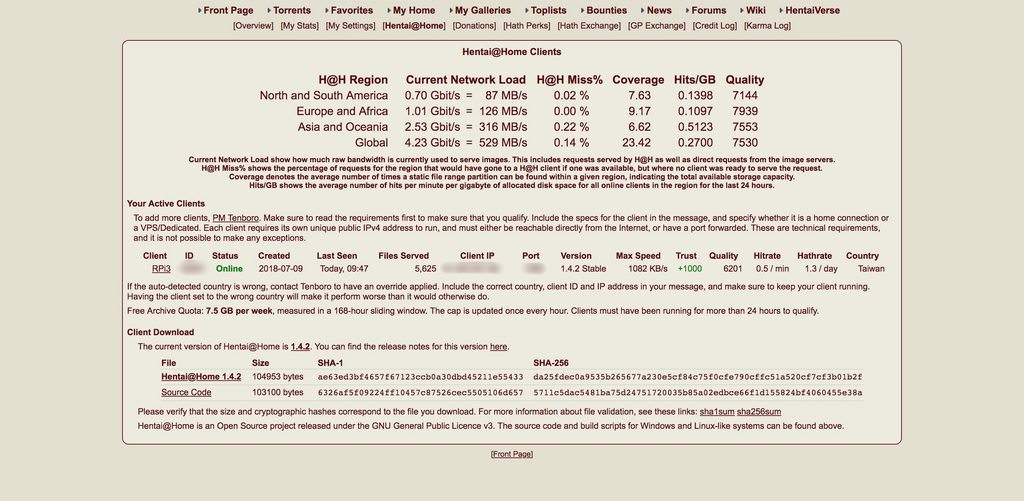 Front Page Torrents Favorites My Home My Galleries Toplists Bounties News Forums Wiki HentaiVerse
[Overview] [My Stats] [My Settings] [Hentai@Home] [Donations] [Hath Perks] [Hath Exchange] [GP Exchange] [Credit Log] [Karma Log]
Hentai@Home Clients
H@H Region Current Network Load H@H Miss% Coverage Hits/GB Quality
North and South America 0.70 Gbit/s = 87 MB/s 0.02 % 7.63 0.1398 7144
Europe and Africa 1.01 Gbit/s = 126 MB/s 0.00 % 9.17 0.1097 7939
Asia and Oceania 2.53 Gbit/s = 316 MB/s 0.22 % 6.62 0.5123 7553
Global 4.23 Gbit/s = 529 MB/s 0.14 % 23.42 0.2700 7530
Current Network Load show how much raw bandwidth is currently used to serve images. This includes requests served by H@H as well as direct requests from the image servers.
H@H Miss% shows the percentage of requests for the region that would have gone to a H@H client if one was available, but where no client was ready to serve the request.
Coverage denotes the average number of times a static file range partition can be found within a given region, indicating the total available storage capacity.
Hits/GB shows the average number of hits per minute per gigabyte of allocated disk space for all online clients in the region for the last 24 hours.
Your Active Clients
To add more clients, PM Tenboro. Make sure to read the requirements first to make sure that you qualify. Include the specs for the client in the message, and specify whether it is a home connection or
a VPS/Dedicated. Each client requires its own unique public IPv4 address to run, and must either be reachable directly from the Internet, or have a port forwarded. These are technical requirements,
and it is not possible to make any exceptions.
Client ID Status Created Last Seen Files Served Client IP Port Version Max Speed Trust Quality Hitrate Hathrate Country
RPi3 Online 2018-07-09 Today, 09:47 5,625 1.4.2 Stable 1082 KB/s +1000 6201 0.5 / min 1.3 / day Taiwan
If the auto-detected country is wrong, contact Tenboro to have an override applied. Include the correct country, client ID and IP address in your message, and make sure to keep your client running.
Having the client set to the wrong country will make it perform worse than it would otherwise do.
Free Archive Quota: 7.5 GB per week, measured in a 168-hour sliding window. The cap is updated once every hour. Clients must have been running for more than 24 hours to qualify.
Client Download
The current version of Hentai@Home is 1.4.2. You can find the release notes for this version here.
File Size SHA-1 SHA-256
Hentai@Home 1.4.2 104953 bytes ae63ed3bf4657f67123ccb0a30dbd45211e55433 da25fdec0a9535b265677a230e5cf84c75f0cfe790cffc51a520cf7cf3b01b2f
Source Code 103100 bytes 6326af5f09224ff10457c87526cec5505106d657 5711c5dac5481ba75d24751720035b85a02edbce66f1d155824bf4060455e38a
Please verify that the size and cryptographic hashes correspond to the file you download. For more information about file validation, see these links: sha1sum sha256sum
Hentai@Home is an Open Source project released under the GNU General Public Licence v3. The source code and build scripts for Windows and Linux-like systems can be found above.
[Front Page]